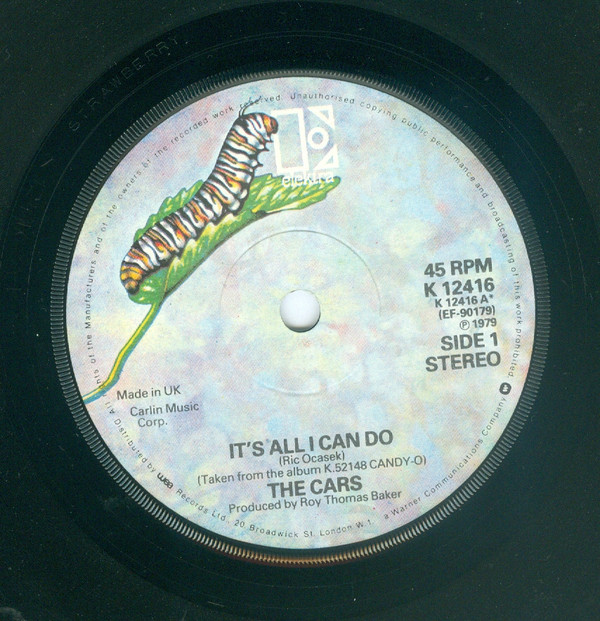 STRAWBERRY
elektra
45 RPM
K 12416
K 12416 A*
(EF-90179)
℗ 1979
SIDE 1
STEREO
Made in UK
Carlin Music
Corp.
IT'S ALL I CAN DO
(Ric Ocasek)
(Taken from the album K.52148 CANDY-O)
THE CARS
Produced by Roy Thomas Baker
All rights of the Manufacturers and of the owners of the recorded work reserved. Unauthorised copying public performance and broadcasting of this work prohibited.
Distributed by wea Records Ltd., 20 Broadwick St. London W.1. a Warner Communications Company